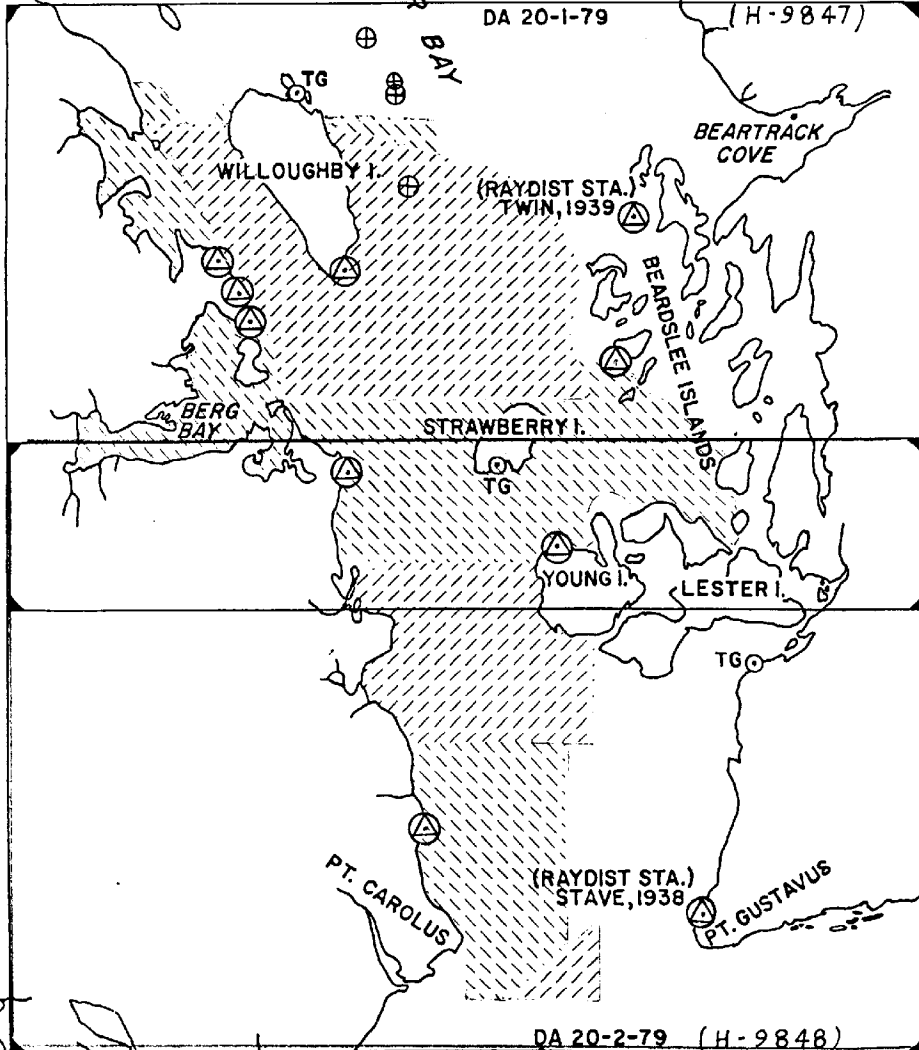 DA 20-1-79 (H-9847)
BAY
TG
BEARTRACK
COVE
WILLOUGHBY I.
(RAYDIST STA.)
TWIN, 1939
BEARDSLEE ISLANDS
BERG
BAY
STRAWBERRY I.
TG
YOUNG I.
LESTER I.
TG
(RAYDIST STA.)
STAVE, 1938
PT. CAROLUS
PT. GUSTAVUS
DA 20-2-79 (H-9848)